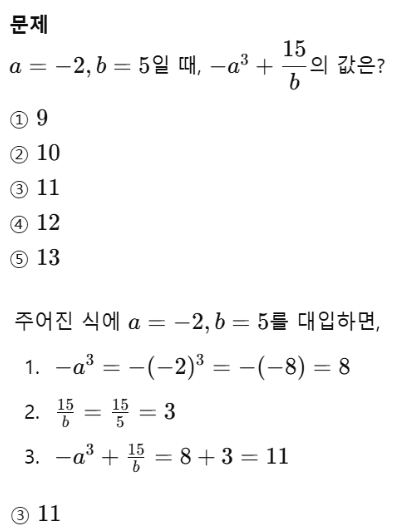 문제
a = −2, b = 5일 때, −a³ + 15/b의 값은?
① 9
② 10
③ 11
④ 12
⑤ 13
주어진 식에 a = −2, b = 5를 대입하면,
1. −a³ = −(−2)³ = −(−8) = 8
2. 15/b = 15/5 = 3
3. −a³ + 15/b = 8 + 3 = 11
③ 11